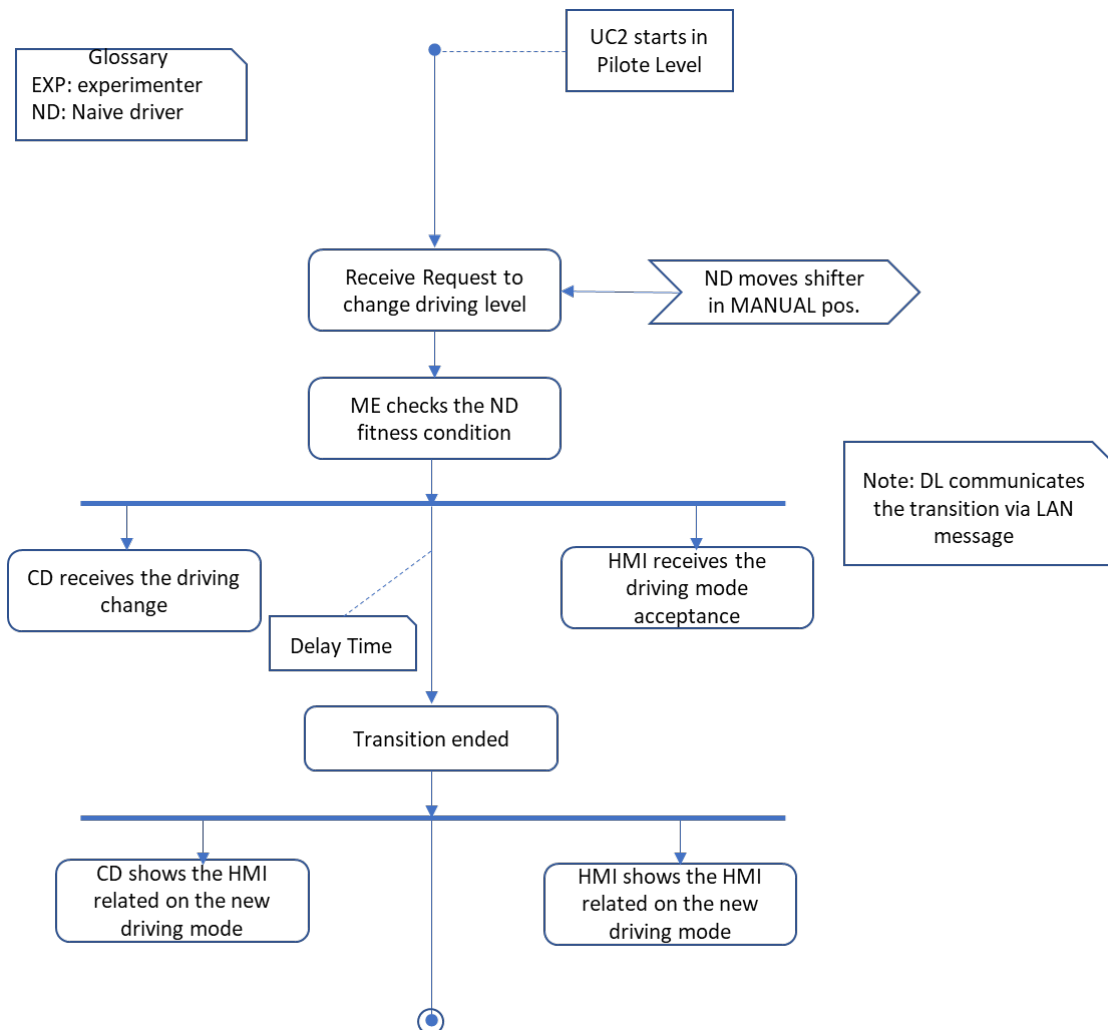 UC2 starts in
Pilote Level
Glossary
EXP: experimenter
ND: Naive driver
Receive Request to
change driving level
ND moves shifter
in MANUAL pos.
ME checks the ND
fitness condition
Note: DL communicates
the transition via LAN
message
CD receives the driving
change
HMI receives the
driving mode
acceptance
Delay Time
Transition ended
CD shows the HMI
related on the new
driving mode
HMI shows the HMI
related on the new
driving mode